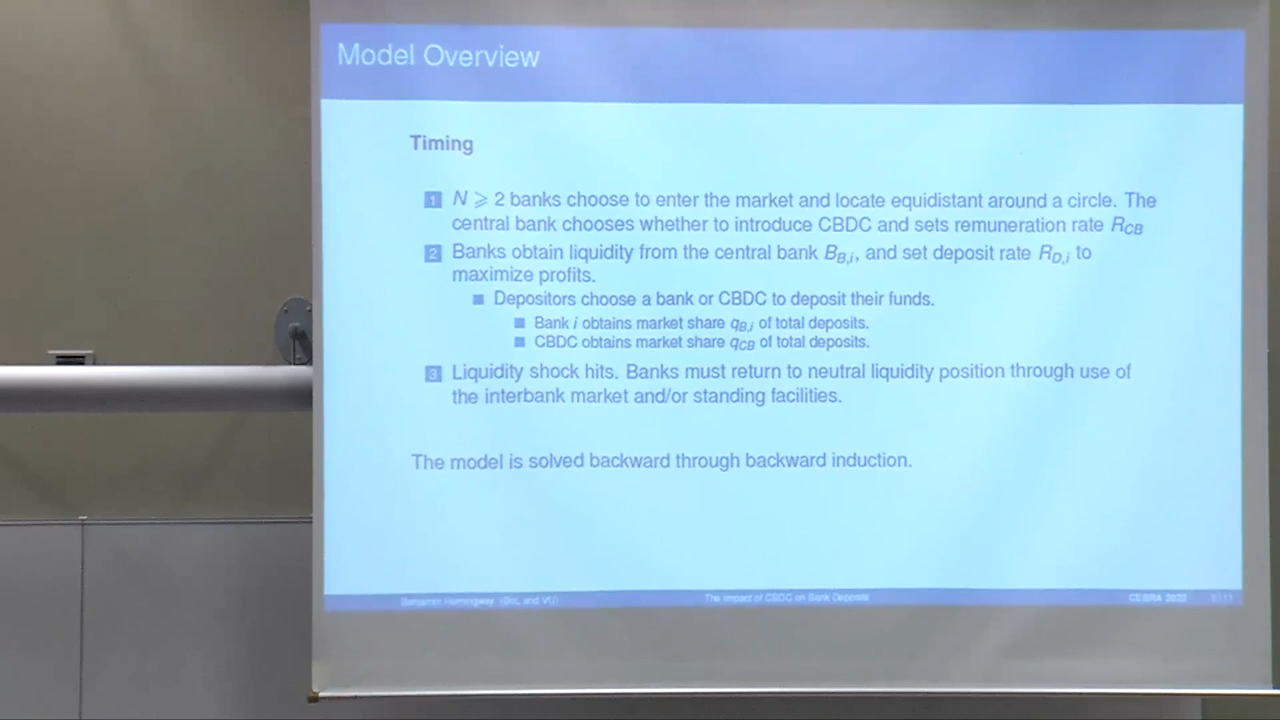 Model Overview
Timing
1 N ⩾ 2 banks choose to enter the market and locate equidistant around a circle. The
central bank chooses whether to introduce CBDC and sets remuneration rate R_CB
2 Banks obtain liquidity from the central bank B_B,i, and set deposit rate R_D,i to
maximize profits.
■ Depositors choose a bank or CBDC to deposit their funds.
■ Bank i obtains market share q_B,i of total deposits.
■ CBDC obtains market share q_CB of total deposits.
3 Liquidity shock hits. Banks must return to neutral liquidity position through use of
the interbank market and/or standing facilities.
The model is solved backward through backward induction.
Benjamin Hemingway (BoL and VU) The Impact of CBDC on Bank Deposits CEBRA 2022